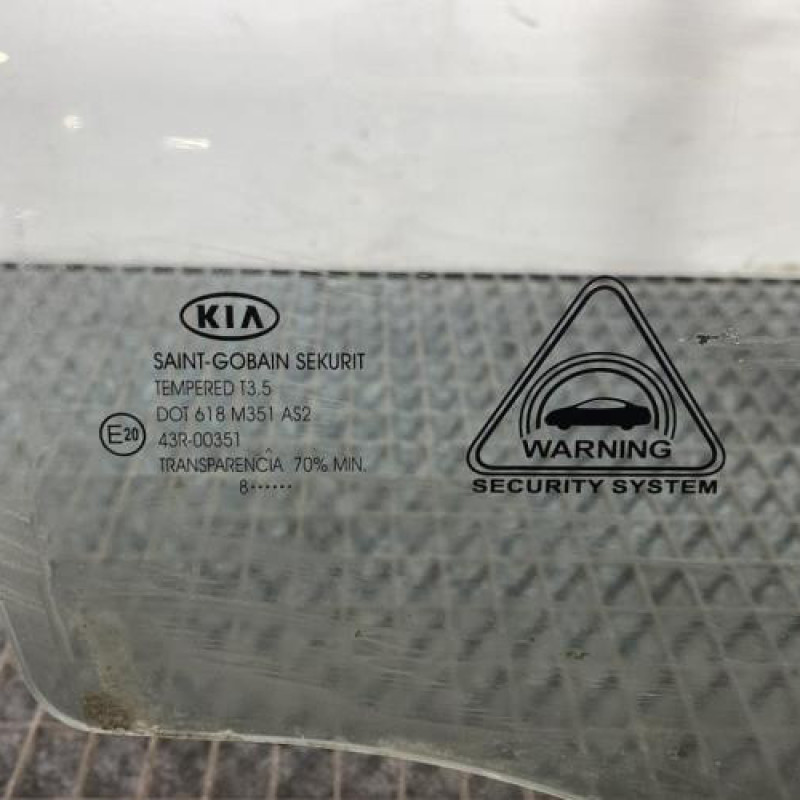 KIA
SAINT-GOBAIN SEKURIT
TEMPERED T3.5
DOT 618 M351 AS2
E20
43R-00351
TRANSPARENCIA 70% MIN.
8······
WARNING
SECURITY SYSTEM